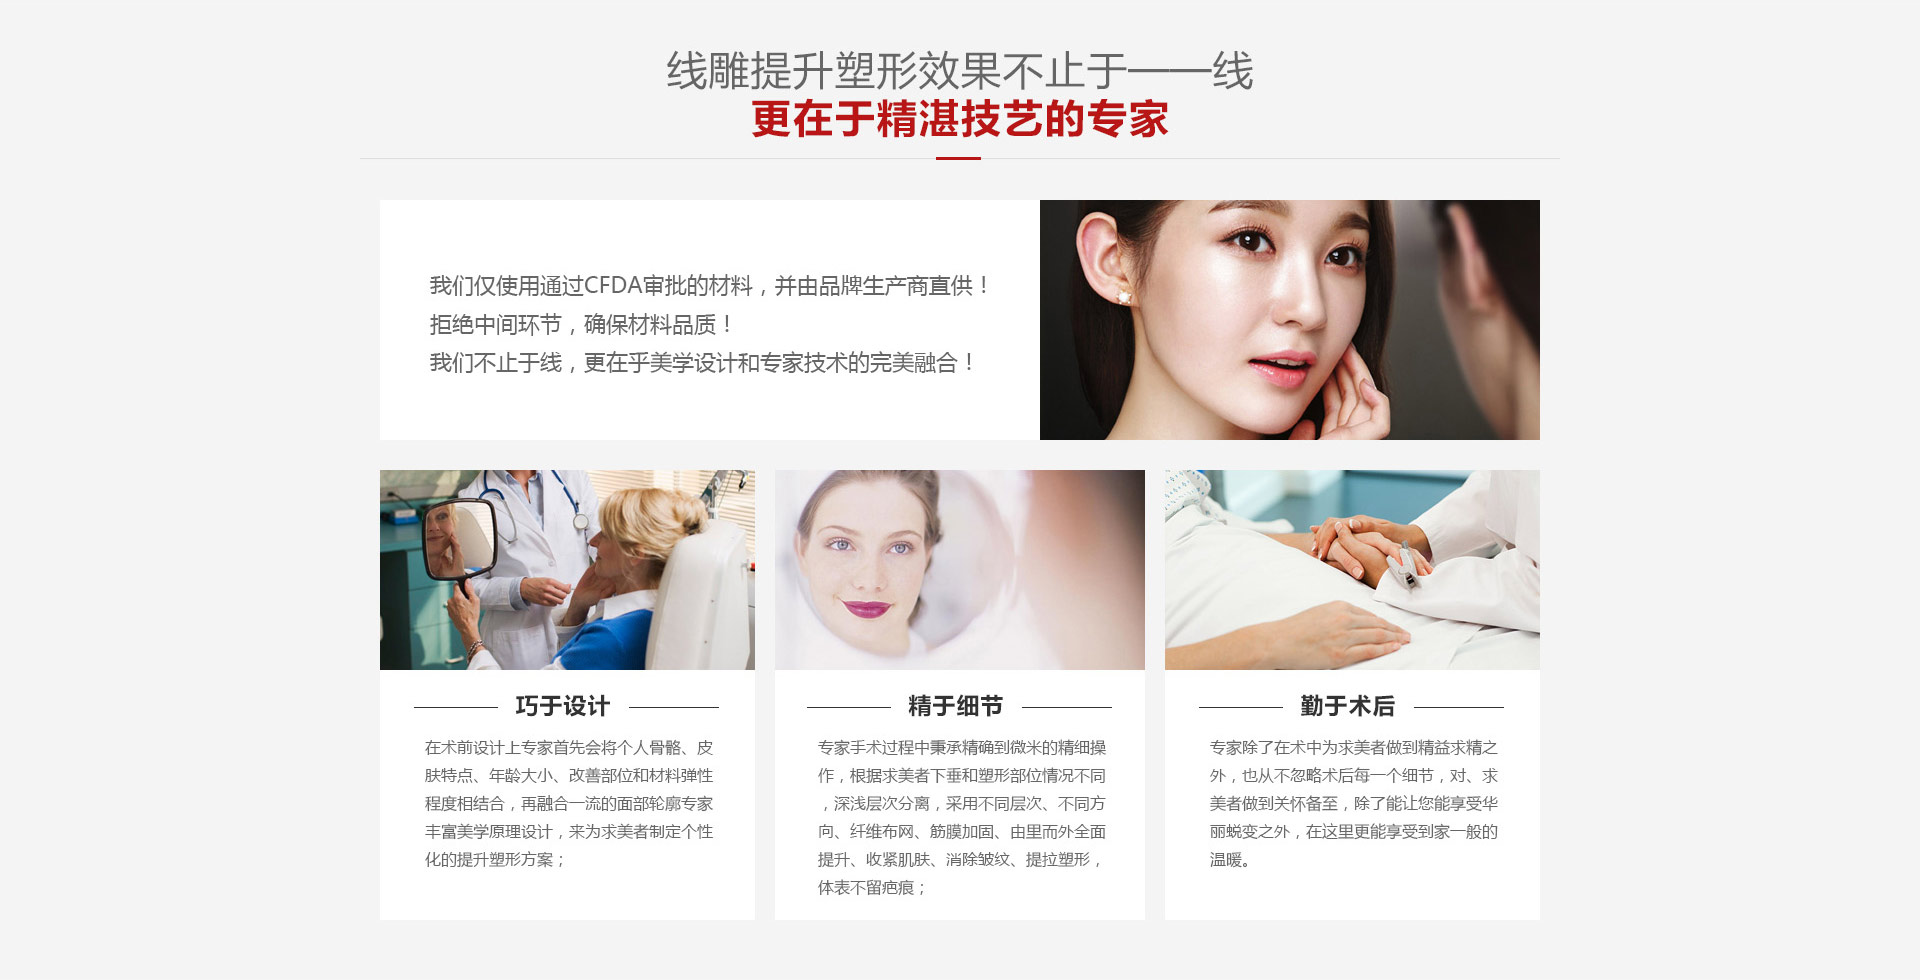 线雕提升塑形效果不止于——线
更在于精湛技艺的专家
我们仅使用通过CFDA审批的材料，并由品牌生产商直供！
拒绝中间环节，确保材料品质！
我们不止于线，更在乎美学设计和专家技术的完美融合！
巧于设计
在术前设计上专家首先会将个人骨骼、皮
肤特点、年龄大小、改善部位和材料弹性
程度相结合，再融合一流的面部轮廓专家
丰富美学原理设计，来为求美者制定个性
化的提升塑形方案；
精于细节
专家手术过程中秉承精确到微米的精细操
作，根据求美者下垂和塑形部位情况不同
，深浅层次分离，采用不同层次、不同方
向、纤维布网、筋膜加固、由里而外全面
提升、收紧肌肤、消除皱纹、提拉塑形，
体表不留疤痕；
勤于术后
专家除了在术中为求美者做到精益求精之
外，也从不忽略术后每一个细节，对、求
美者做到关怀备至，除了能让您能享受华
丽蜕变之外，在这里更能享受到家一般的
温暖。